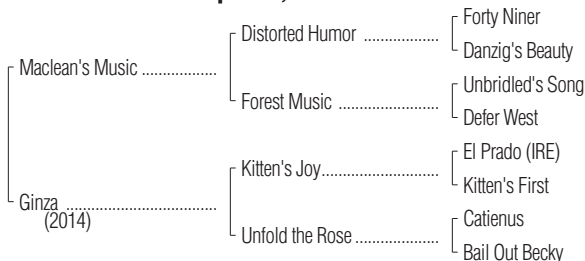 Forty Niner
Distorted Humor ..................
Danzig's Beauty
Maclean's Music .................
Unbridled's Song
Forest Music ........................
Defer West
El Prado (IRE)
Kitten's Joy.............................
Kitten's First
Ginza ..................................
(2014)
Catienus
Unfold the Rose ...................
Bail Out Becky